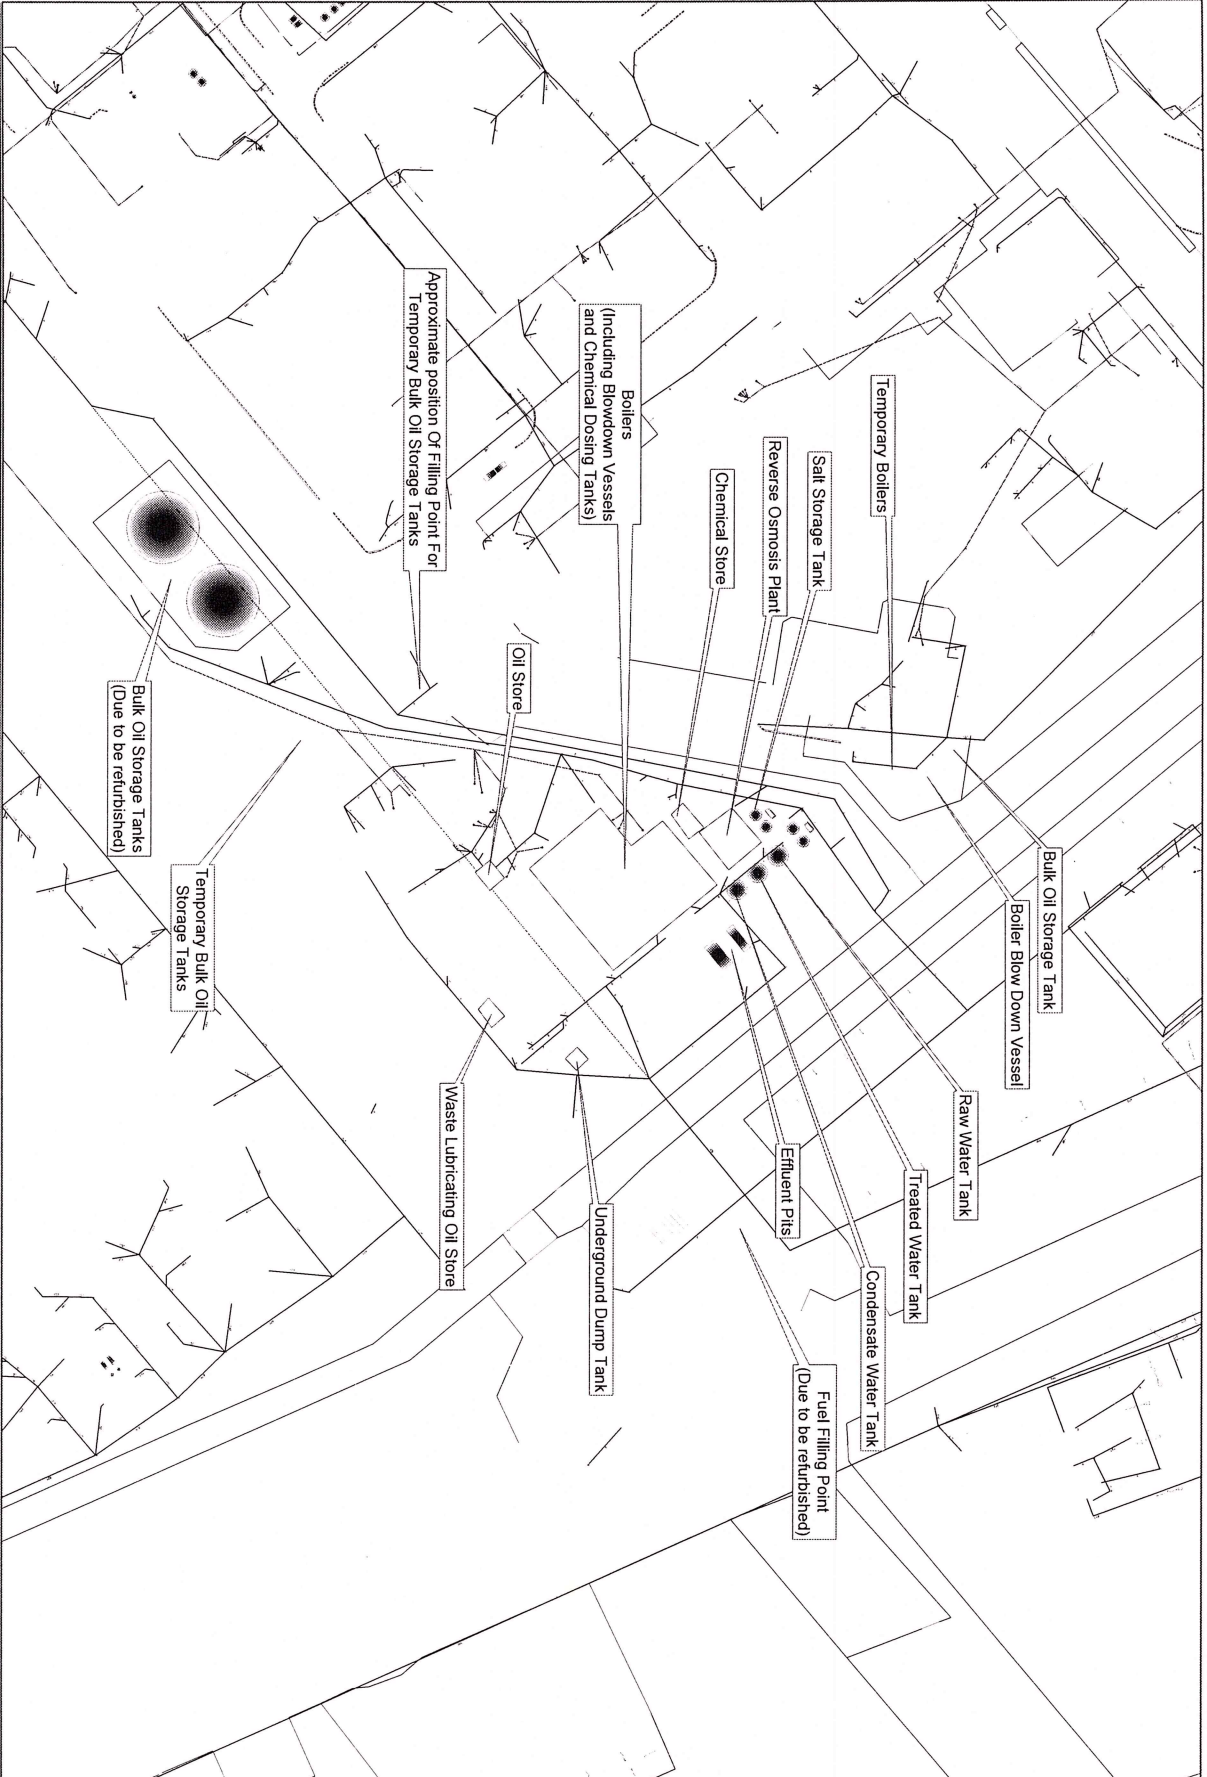 Temporary Boilers
Salt Storage Tank
Reverse Osmosis Plant
Chemical Store
Boilers
(Including Blowdown Vessels
and Chemical Dosing Tanks)
Approximate position Of Filling Point For
Temporary Bulk Oil Storage Tanks
Oil Store
Bulk Oil Storage Tanks
(Due to be refurbished)
Temporary Bulk Oil
Storage Tanks
Bulk Oil Storage Tank
Boiler Blow Down Vessel
Raw Water Tank
Treated Water Tank
Condensate Water Tank
Effluent Pits
Fuel Filling Point
(Due to be refurbished)
Underground Dump Tank
Waste Lubricating Oil Store